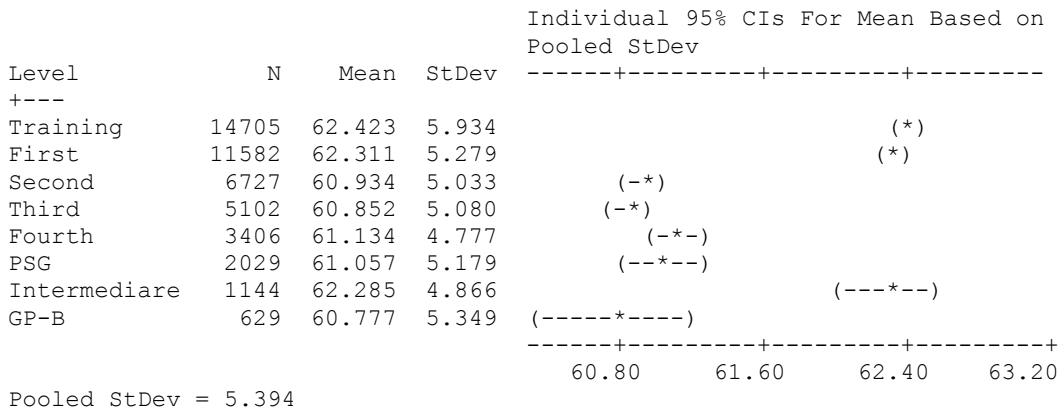 Individual 95% CIs For Mean Based on
Pooled StDev
Level N Mean StDev ------+---------+---------+---------
+---
Training 14705 62.423 5.934 (*)
First 11582 62.311 5.279 (*)
Second 6727 60.934 5.033 (-*)
Third 5102 60.852 5.080 (-*)
Fourth 3406 61.134 4.777 (-*-)
PSG 2029 61.057 5.179 (--*--)
Intermediare 1144 62.285 4.866 (---*--)
GP-B 629 60.777 5.349 (-----*----)
------+---------+---------+---------+
60.80 61.60 62.40 63.20
Pooled StDev = 5.394